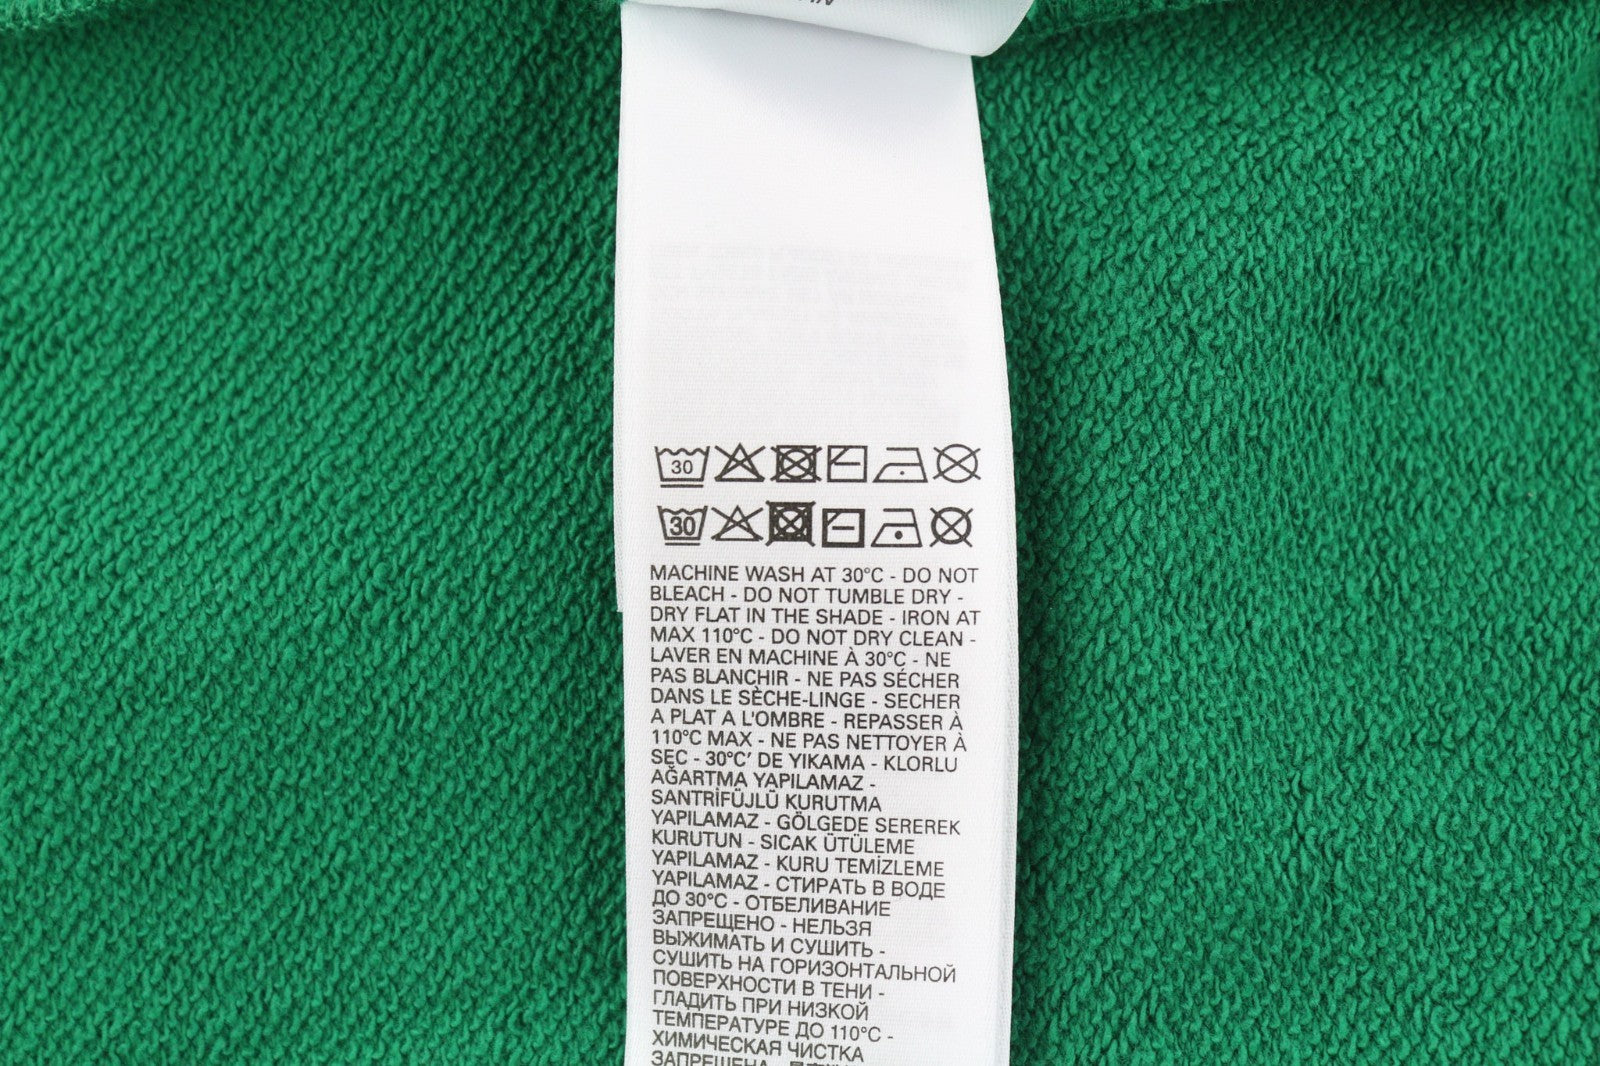 30
30
MACHINE WASH AT 30°C - DO NOT
BLEACH - DO NOT TUMBLE DRY -
DRY FLAT IN THE SHADE - IRON AT
MAX 110°C - DO NOT DRY CLEAN -
LAVER EN MACHINE À 30°C - NE
PAS BLANCHIR - NE PAS SÉCHER
DANS LE SÈCHE-LINGE - SECHER
A PLAT A L'OMBRE - REPASSER À
110°C MAX - NE PAS NETTOYER À
SEC - 30°C' DE YIKAMA - KLORLU
AĞARTMA YAPILAMAZ -
SANTRİFÜJLÜ KURUTMA
YAPILAMAZ - GÖLGEDE SEREREK
KURUTUN - SICAK ÜTÜLEME
YAPILAMAZ - KURU TEMİZLEME
YAPILAMAZ - СТИРАТЬ В ВОДЕ
ДО 30°C - ОТБЕЛИВАНИЕ
ЗАПРЕЩЕНО - НЕЛЬЗЯ
ВЫЖИМАТЬ И СУШИТЬ -
СУШИТЬ НА ГОРИЗОНТАЛЬНОЙ
ПОВЕРХНОСТИ В ТЕНИ -
ГЛАДИТЬ ПРИ НИЗКОЙ
ТЕМПЕРАТУРЕ ДО 110°C -
ХИМИЧЕСКАЯ ЧИСТКА
ЗАПРЕЩЕНА -